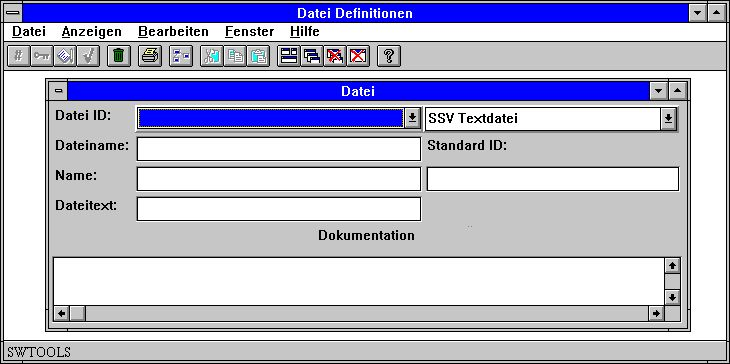 Datei Definitionen
Datei Anzeigen Bearbeiten Fenster Hilfe
# ?
Datei
Datei ID: SSV Textdatei
Dateiname: Standard ID:
Name:
Dateitext:
Dokumentation
SWTOOLS